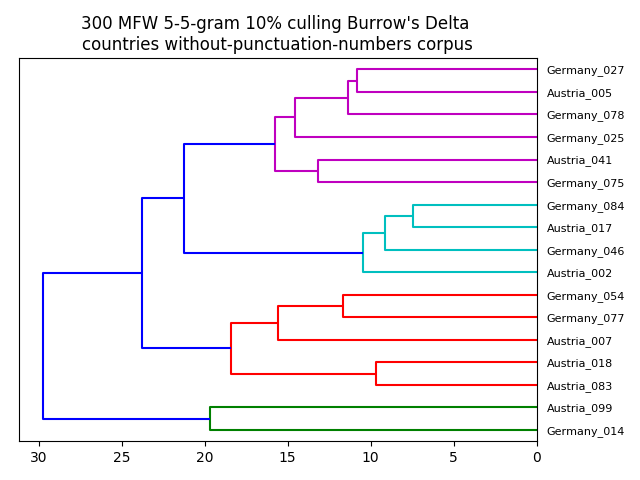 300 MFW 5-5-gram 10% culling Burrow's Delta
countries without-punctuation-numbers corpus
Germany_027
Austria_005
Germany_078
Germany_025
Austria_041
Germany_075
Germany_084
Austria_017
Germany_046
Austria_002
Germany_054
Germany_077
Austria_007
Austria_018
Austria_083
Austria_099
Germany_014
30 25 20 15 10 5 0